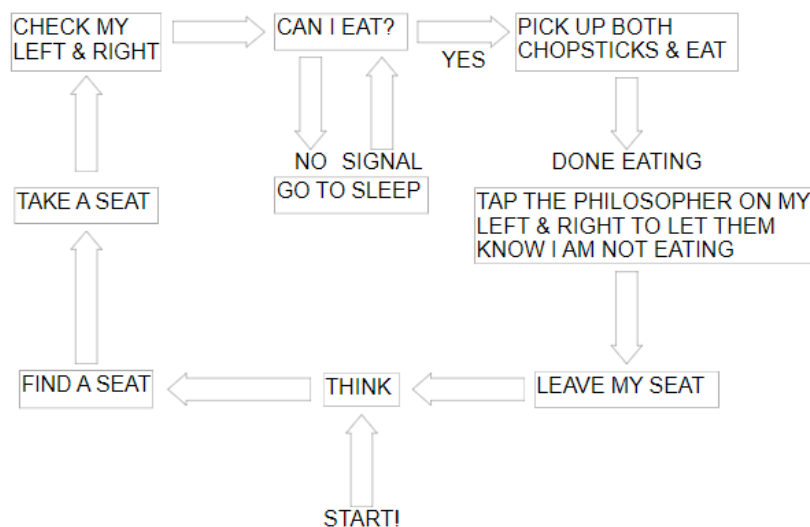 CHECK MY
LEFT & RIGHT
CAN I EAT?
YES
PICK UP BOTH
CHOPSTICKS & EAT
NO SIGNAL
GO TO SLEEP
DONE EATING
TAKE A SEAT
TAP THE PHILOSOPHER ON MY
LEFT & RIGHT TO LET THEM
KNOW I AM NOT EATING
FIND A SEAT
THINK
LEAVE MY SEAT
START!